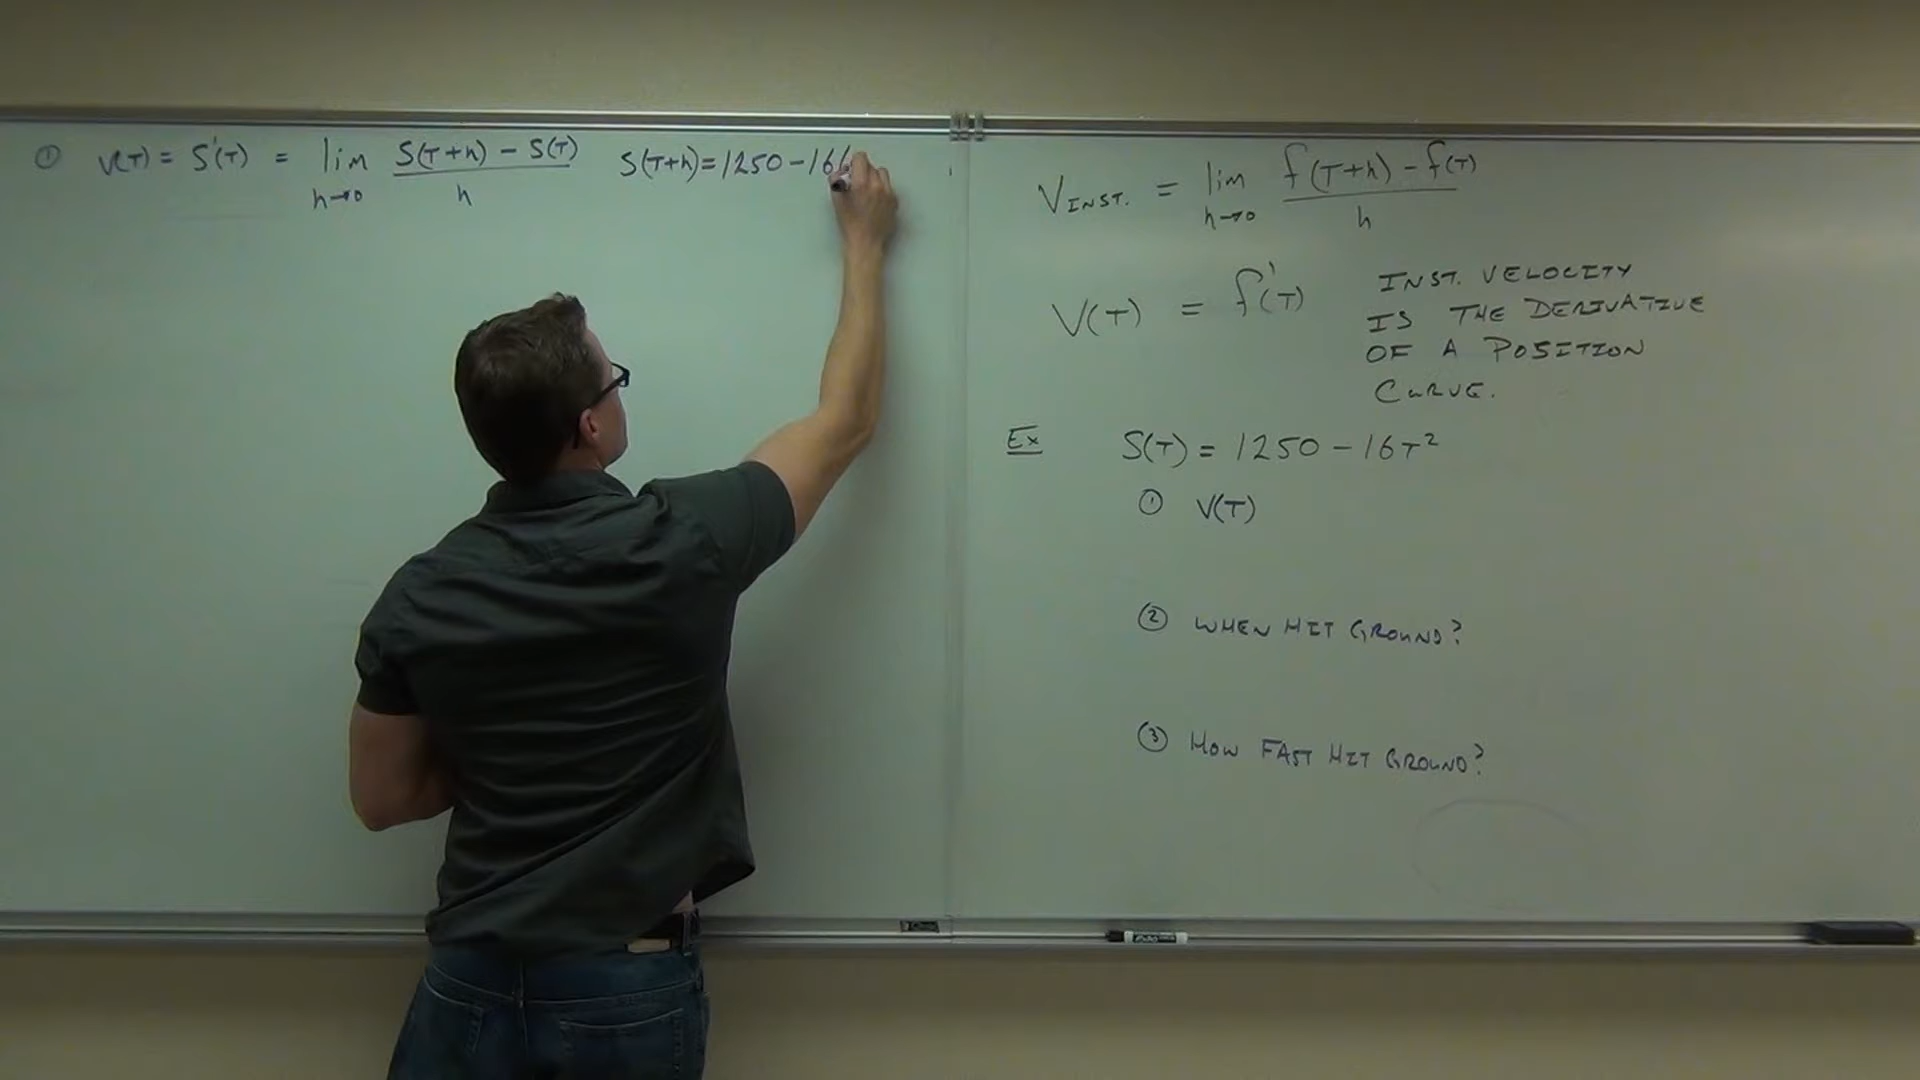 ① V(T) = S'(T) = lim h→0 S(T+h) - S(T) / h S(T+h) = 1250 - 16(
V INST. = lim h→0 f(T+h) - f(T) / h
V(T) = f'(T)
INST. VELOCITY
IS THE DERIVATIVE
OF A POSITION
CURVE.
Ex S(T) = 1250 - 16T²
① V(T)
② WHEN HIT GROUND?
③ HOW FAST HIT GROUND?